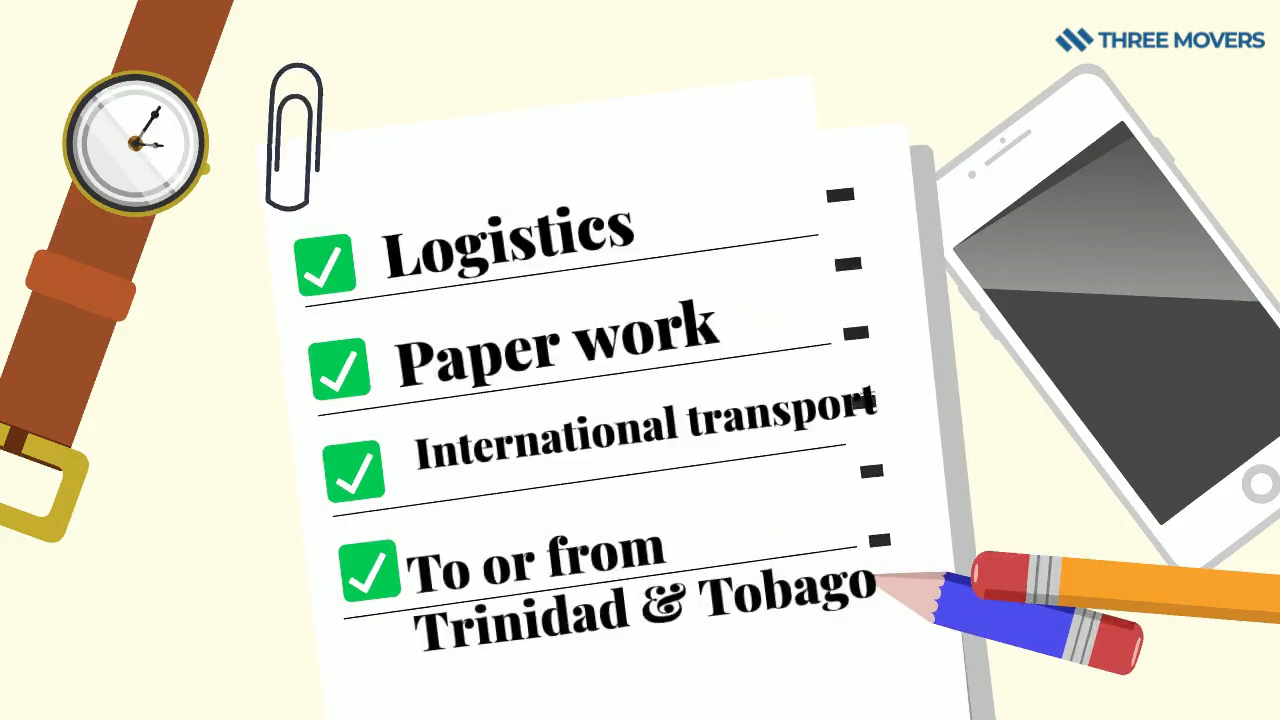 THREE MOVERS
Logistics
Paper work
International transport
To or from
Trinidad & Tobago